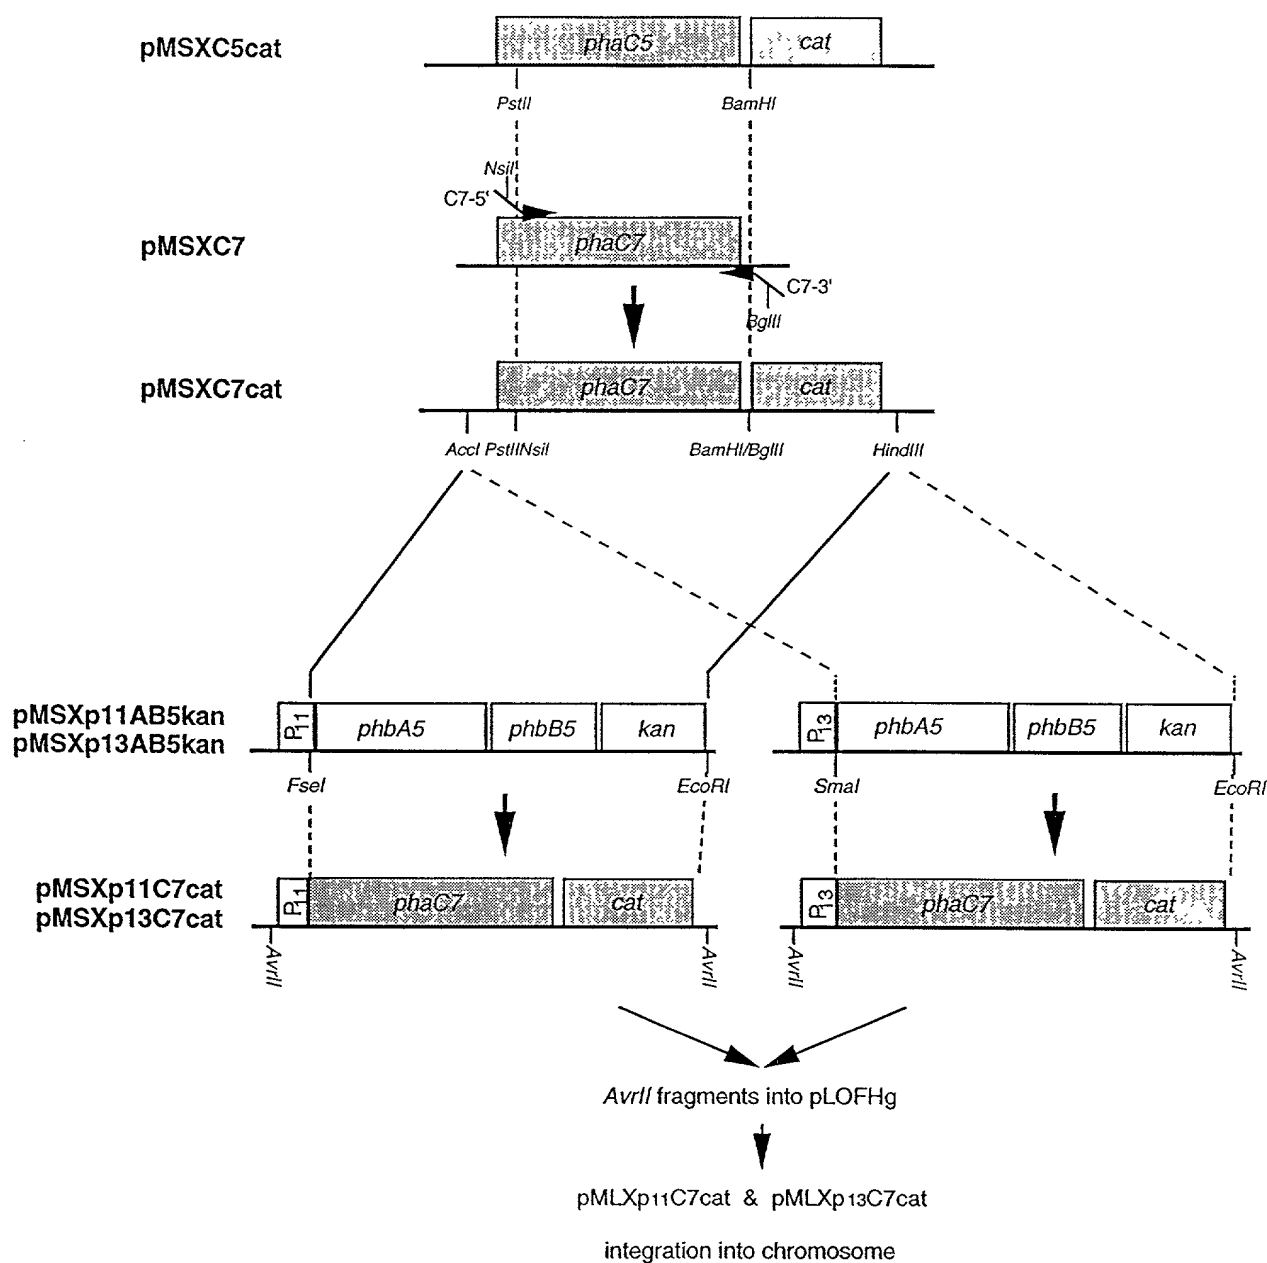 pMSXC5cat
phaC5 cat
PstII BamHI
NsiI
C7-5'
pMSXC7
phaC7
C7-3'
BglII
pMSXC7cat
phaC7 cat
AccI PstIINsiI BamHI/BglII HindIII
pMSXp11AB5kan
pMSXp13AB5kan
P11 phbA5 phbB5 kan
P13 phbA5 phbB5 kan
FseI EcoRI SmaI EcoRI
pMSXp11C7cat
pMSXp13C7cat
P11 phaC7 cat
P13 phaC7 cat
AvrII AvrII AvrII AvrII
AvrII fragments into pLOFHg
pMLXp11C7cat & pMLXp13C7cat
integration into chromosome